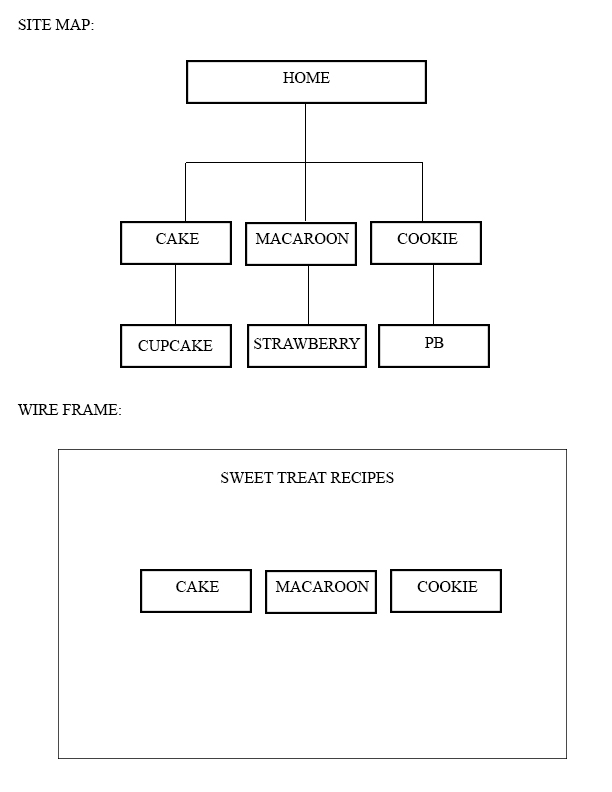 SITE MAP:
HOME
CAKE MACAROON COOKIE
CUPCAKE STRAWBERRY PB
WIRE FRAME:
SWEET TREAT RECIPES
CAKE MACAROON COOKIE